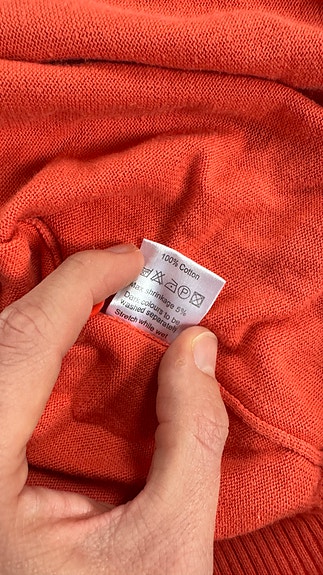 100% Cotton
P
Max shrinkage 5%
Dark colours to be
washed separately
Stretch while wet